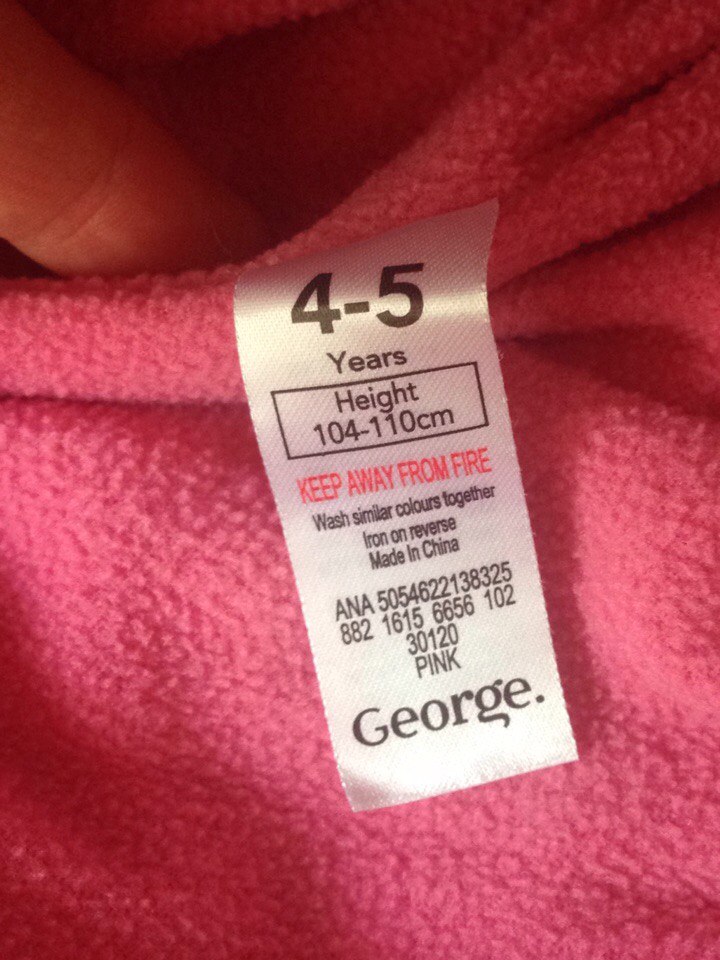 4-5
Years
Height
104-110cm
KEEP AWAY FROM FIRE
Wash similar colours together
Iron on reverse
Made In China
ANA 5054622138325
882 1615 6656 102
30120
PINK
George.